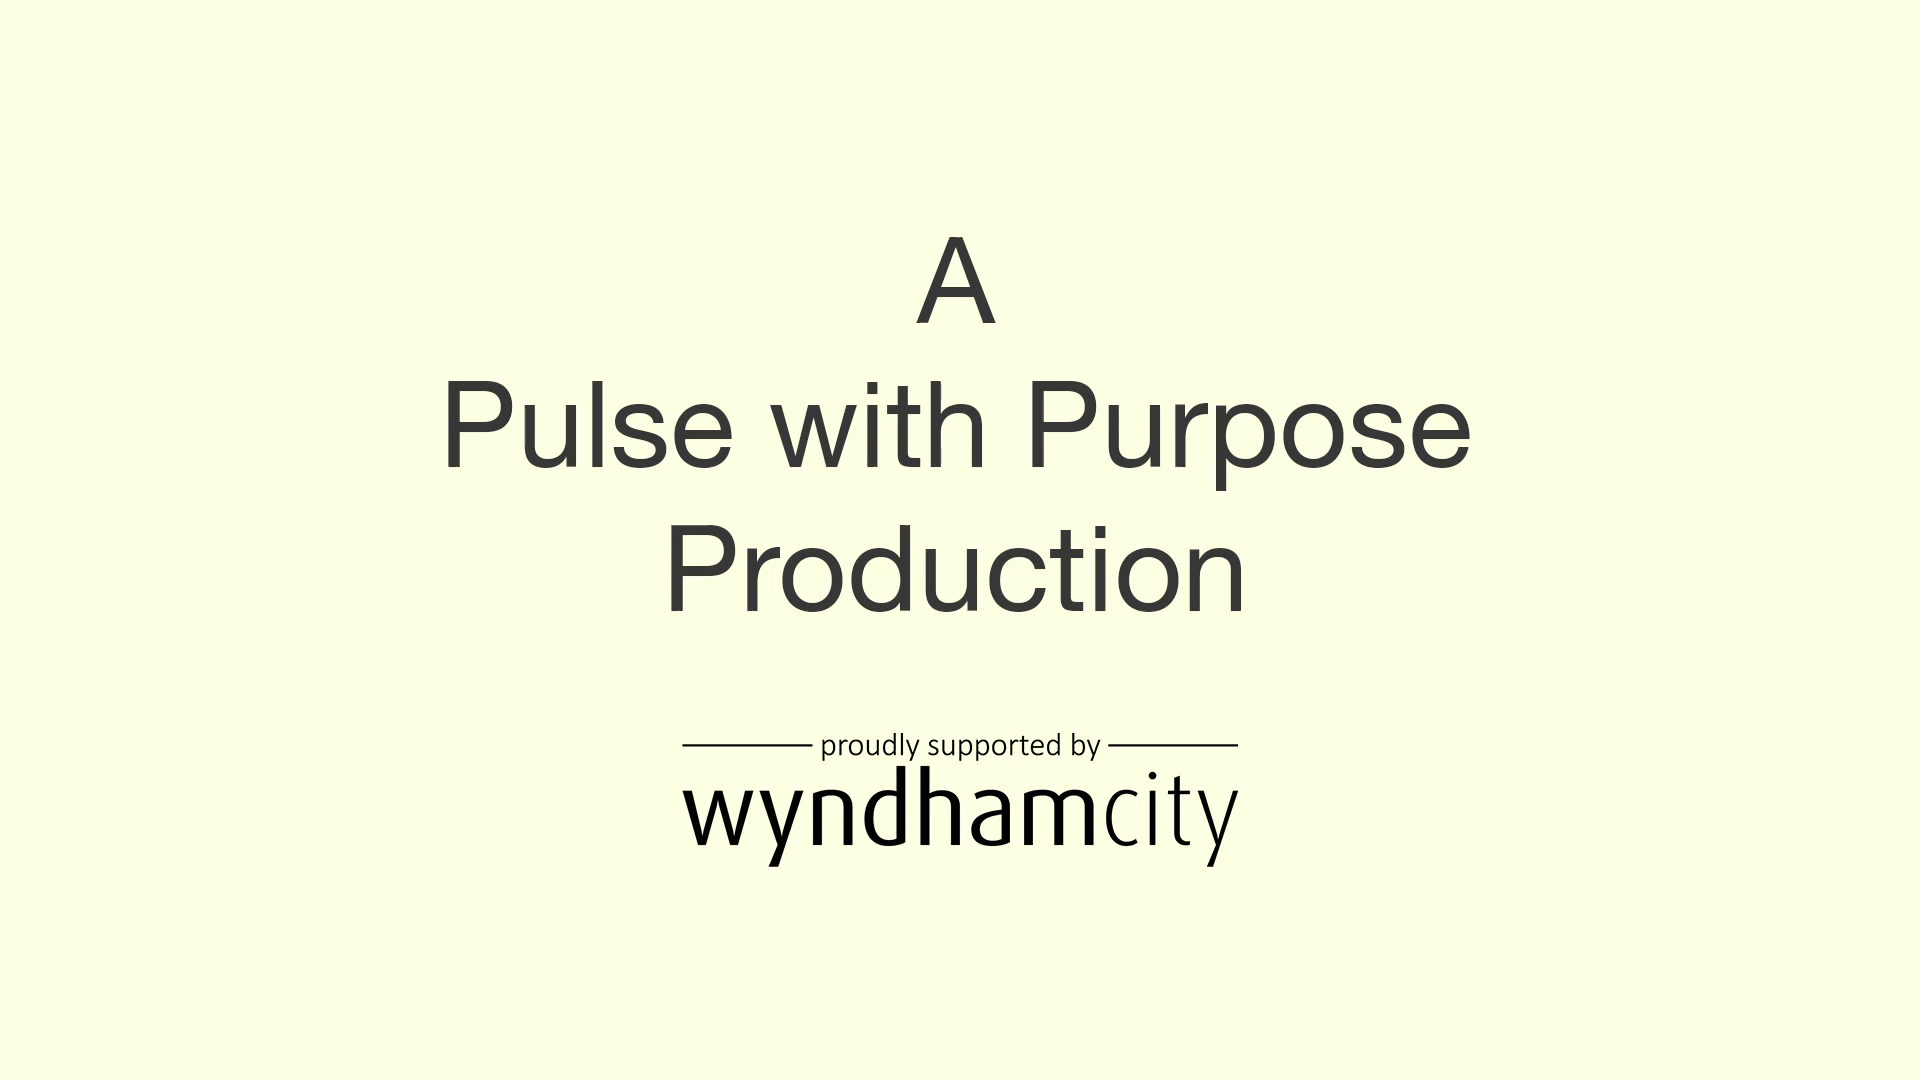 A
Pulse with Purpose
Production
proudly supported by
wyndhamcity